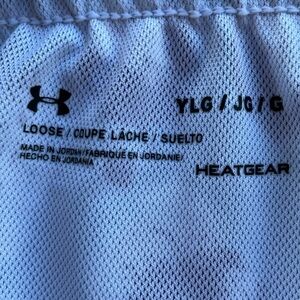 YLG / JG / G
LOOSE / COUPE LÂCHE / SUELTO
MADE IN JORDAN/FABRIQUÉ EN JORDANIE/
HECHO EN JORDANIA
HEATGEAR